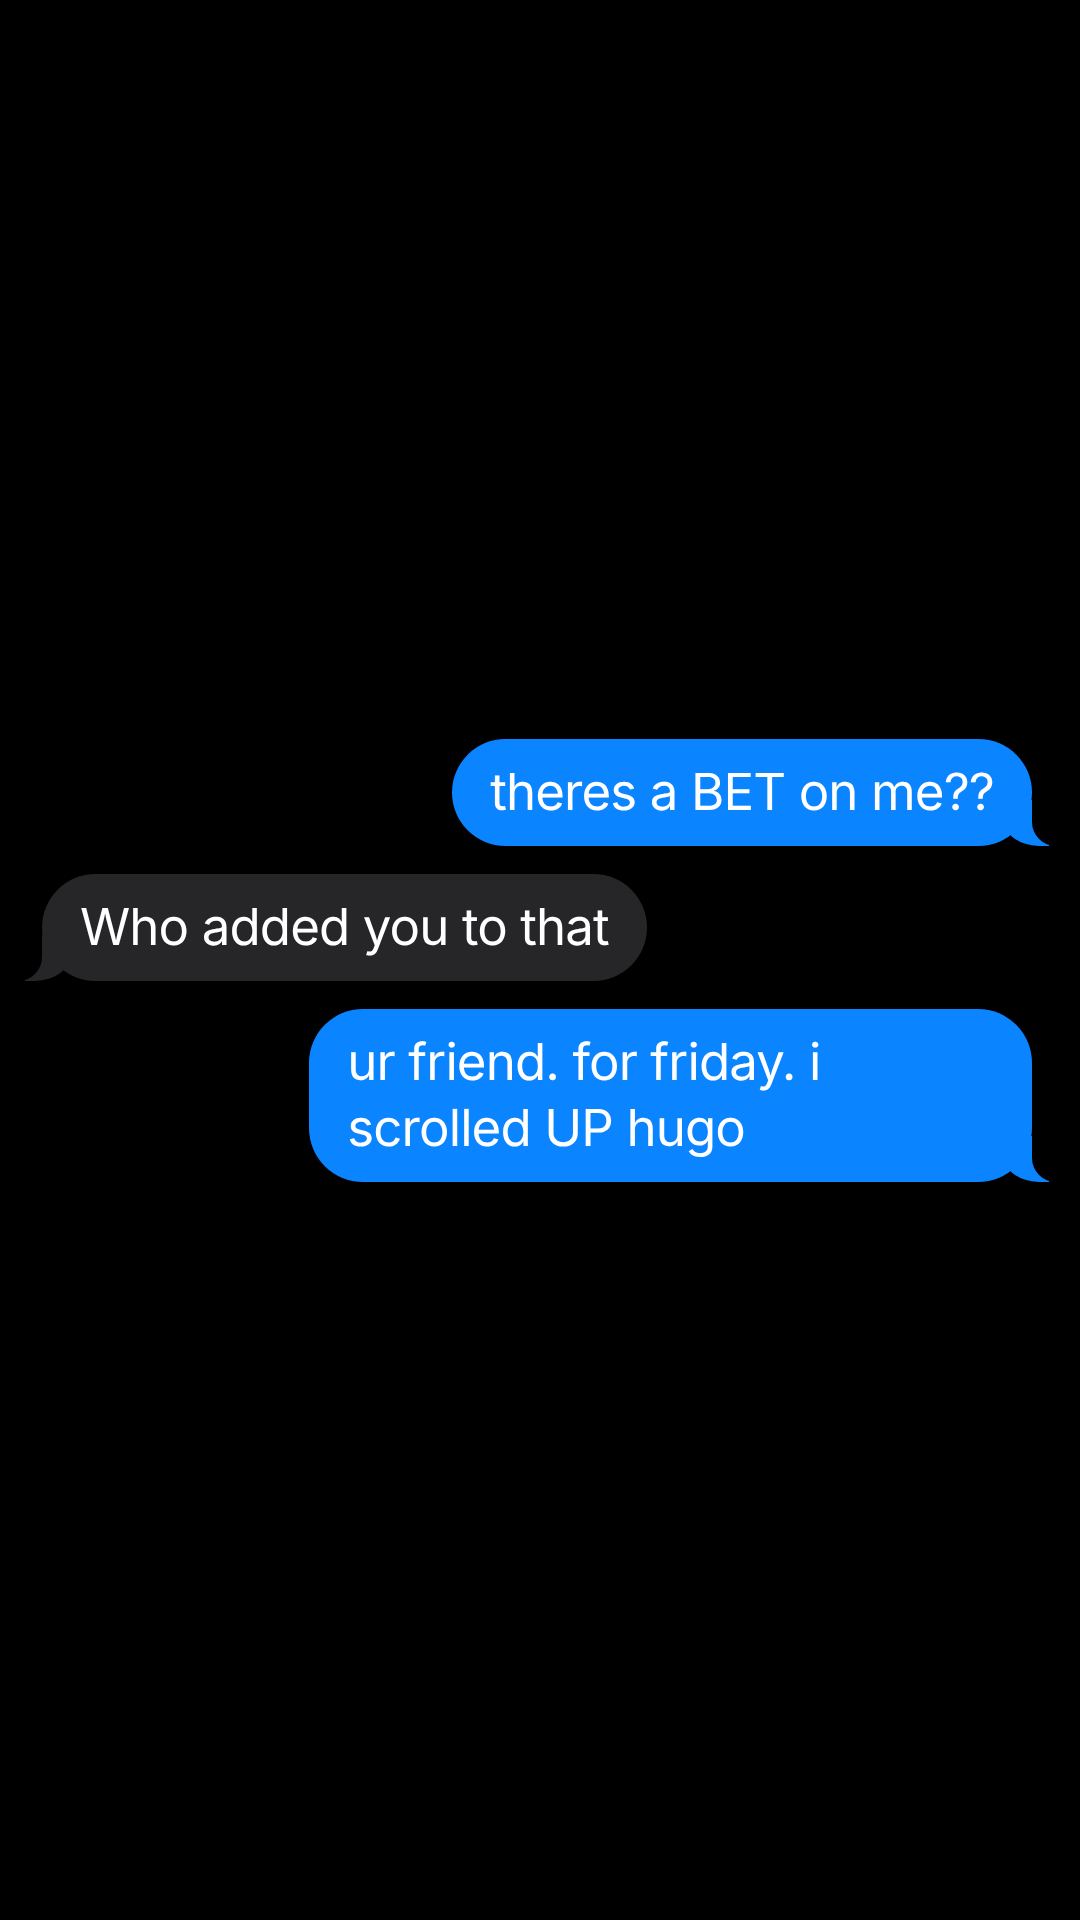 theres a BET on me??
Who added you to that
ur friend. for friday. i
scrolled UP hugo